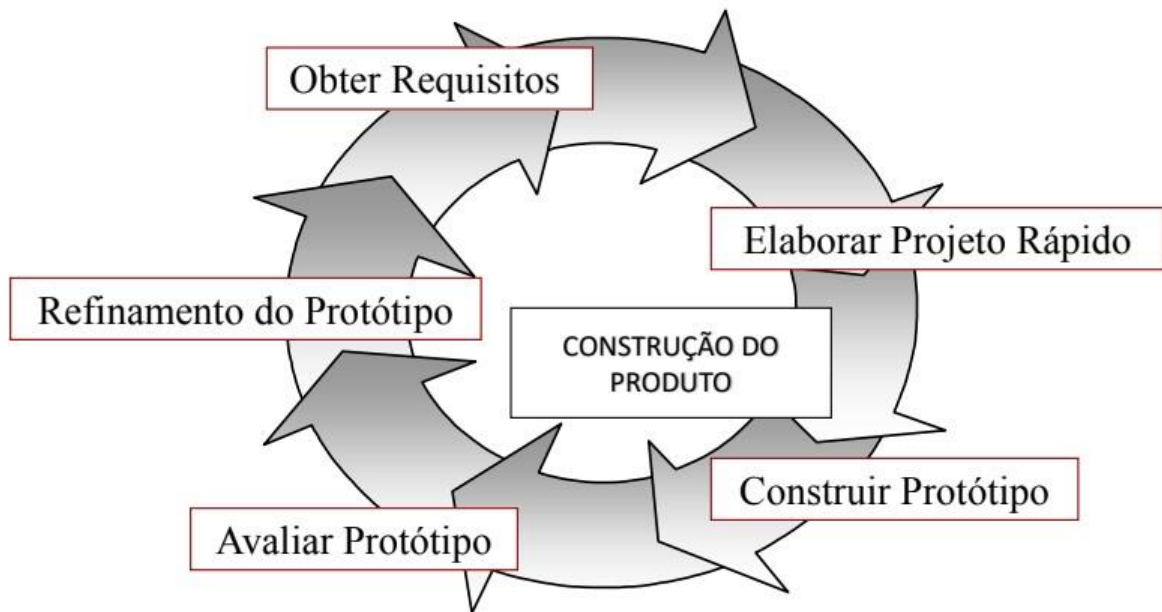 Obter Requisitos
Elaborar Projeto Rápido
Refinamento do Protótipo
CONSTRUÇÃO DO
PRODUTO
Construir Protótipo
Avaliar Protótipo